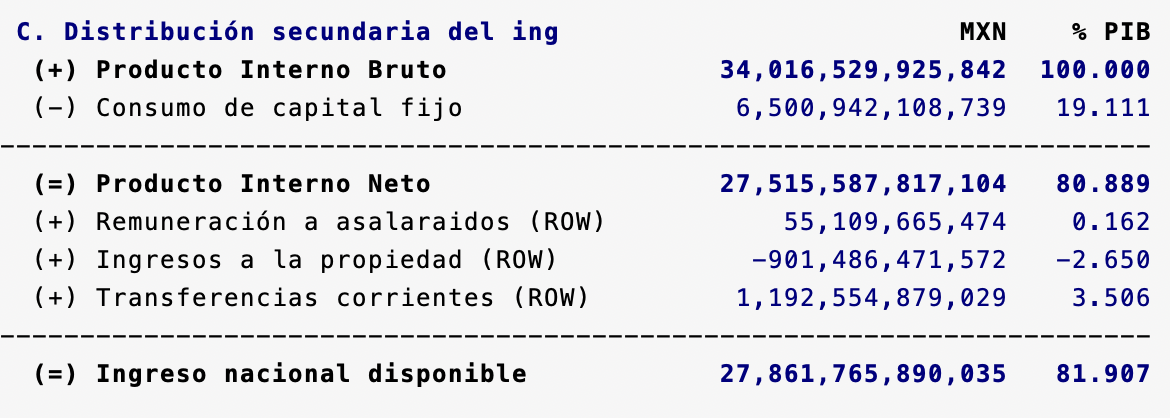 C. Distribución secundaria del ing MXN % PIB
(+) Producto Interno Bruto 34,016,529,925,842 100.000
(−) Consumo de capital fijo 6,500,942,108,739 19.111
(=) Producto Interno Neto 27,515,587,817,104 80.889
(+) Remuneración a asalaraidos (ROW) 55,109,665,474 0.162
(+) Ingresos a la propiedad (ROW) −901,486,471,572 −2.650
(+) Transferencias corrientes (ROW) 1,192,554,879,029 3.506
(=) Ingreso nacional disponible 27,861,765,890,035 81.907